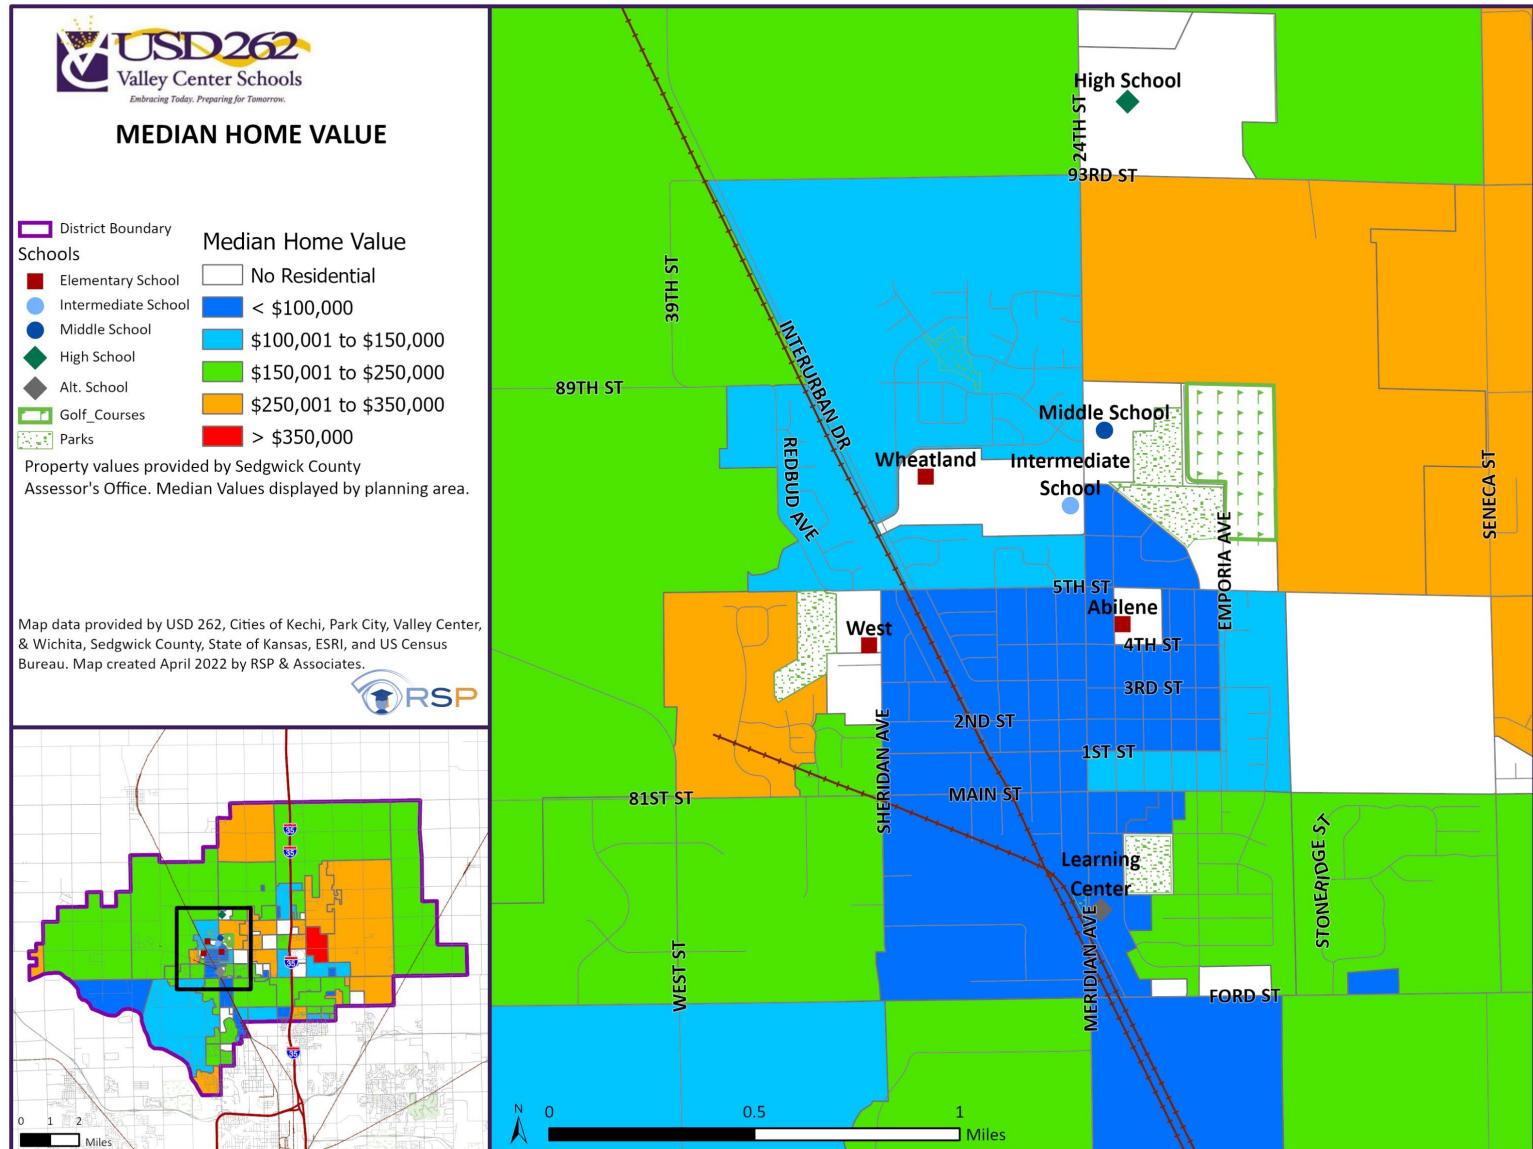 USD262
Valley Center Schools
Embracing Today. Preparing for Tomorrow.
MEDIAN HOME VALUE
District Boundary
Schools
Elementary School
Intermediate School
Middle School
High School
Alt. School
Golf_Courses
Parks
Median Home Value
No Residential
< $100,000
$100,001 to $150,000
$150,001 to $250,000
$250,001 to $350,000
> $350,000
Property values provided by Sedgwick County
Assessor's Office. Median Values displayed by planning area.
Map data provided by USD 262, Cities of Kechi, Park City, Valley Center,
& Wichita, Sedgwick County, State of Kansas, ESRI, and US Census
Bureau. Map created April 2022 by RSP & Associates.
RSP
35
35
35
35
0 1 2
Miles
High School
24TH ST
93RD ST
39TH ST
INTERURBAN DR
89TH ST
REDBUD AVE
Middle School
Wheatland
Intermediate
School
SENECA ST
EMPORIA AVE
5TH ST
Abilene
West
4TH ST
3RD ST
2ND ST
1ST ST
SHERIDAN AVE
MAIN ST
81ST ST
Learning
Center
STONERIDGE ST
WEST ST
MERIDIAN AVE
FORD ST
N
0 0.5 1
Miles